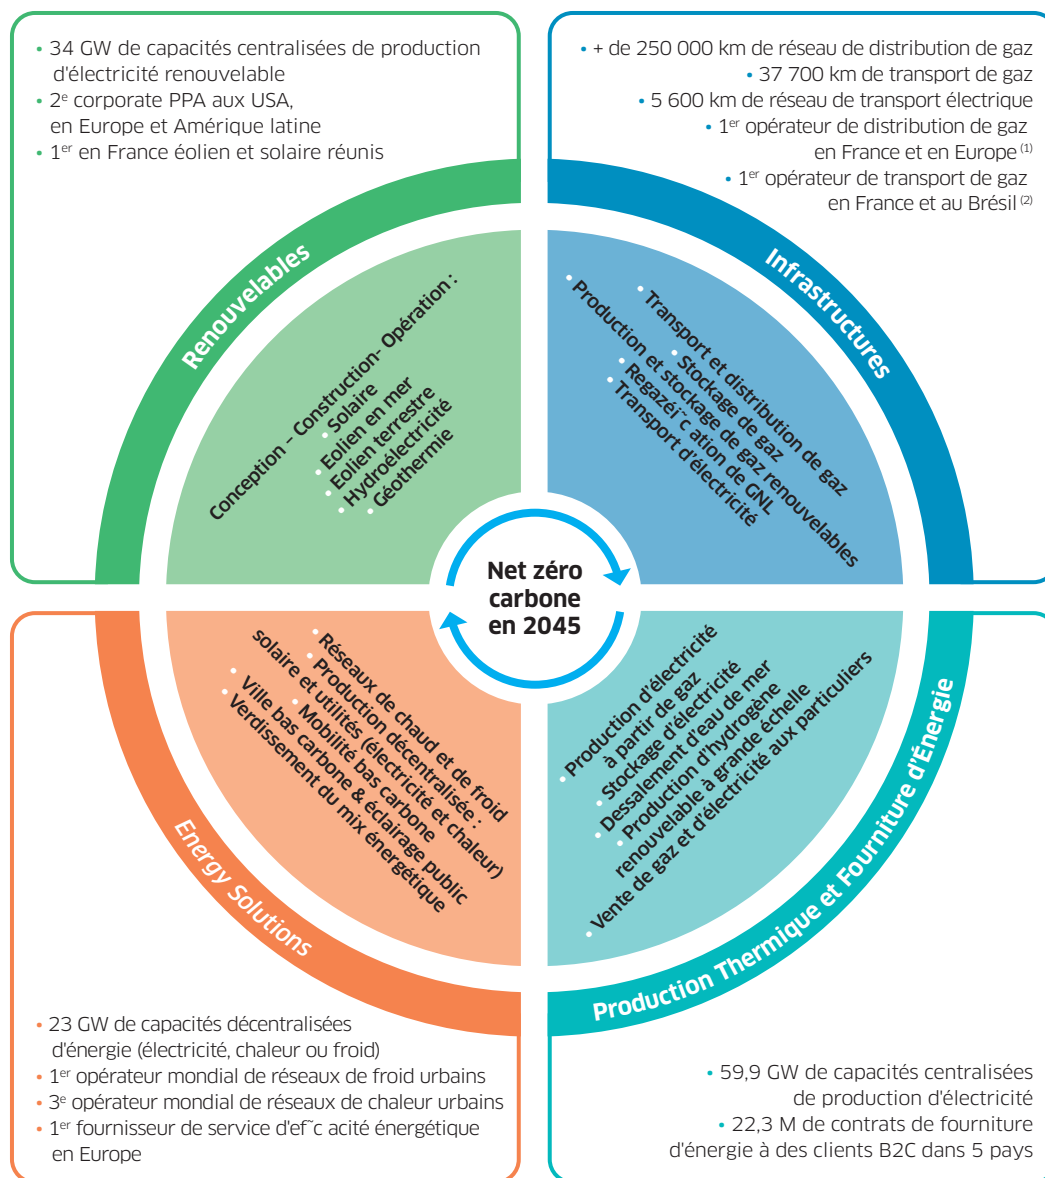 • 34 GW de capacités centralisées de production
d'électricité renouvelable
• 2e corporate PPA aux USA,
en Europe et Amérique latine
• 1er en France éolien et solaire réunis
• + de 250 000 km de réseau de distribution de gaz
• 37 700 km de transport de gaz
• 5 600 km de réseau de transport électrique
• 1er opérateur de distribution de gaz
en France et en Europe (1)
• 1er opérateur de transport de gaz
en France et au Brésil (2)
Renouvelables
Conception – Construction- Opération :
• Solaire
• Eolien en mer
• Eolien terrestre
• Hydroélectricité
• Géothermie
Infrastructures
• Transport et distribution de gaz
• Stockage de gaz
• Production et stockage de gaz renouvelables
• Regazéi˜c ation de GNL
• Transport d'électricité
Net zéro
carbone
en 2045
Energy Solutions
• Réseaux de chaud et de froid
• Production décentralisée :
solaire et utilités (électricité et chaleur)
• Mobilité bas carbone
• Ville bas carbone & éclairage public
• Verdissement du mix énergétique
Production Thermique et Fourniture d'Énergie
• Production d'électricité
à partir de gaz
• Stockage d'électricité
• Dessalement d'eau de mer
• Production d'hydrogène
renouvelable à grande échelle
• Vente de gaz et d'électricité aux particuliers
• 23 GW de capacités décentralisées
d'énergie (électricité, chaleur ou froid)
• 1er opérateur mondial de réseaux de froid urbains
• 3e opérateur mondial de réseaux de chaleur urbains
• 1er fournisseur de service d'ef˜c acité énergétique
en Europe
• 59,9 GW de capacités centralisées
de production d'électricité
• 22,3 M de contrats de fourniture
d'énergie à des clients B2C dans 5 pays